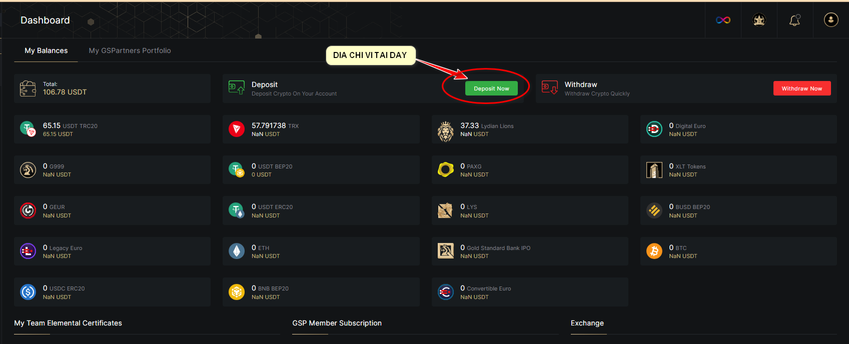 Dashboard
My Balances
My GSPartners Portfolio
DIA CHI VI TAI DAY
Total:
106.78 USDT
Deposit
Deposit Crypto On Your Account
Deposit Now
Withdraw
Withdraw Crypto Quickly
Withdraw Now
65.15 USDT TRC20
65.15 USDT
57.791738 TRX
NaN USDT
37.33 Lydian Lions
NaN USDT
0 Digital Euro
NaN USDT
0 G999
NaN USDT
0 USDT BEP20
0 USDT
0 PAXG
NaN USDT
0 XLT Tokens
NaN USDT
0 GEUR
NaN USDT
0 USDT ERC20
NaN USDT
0 LYS
NaN USDT
0 BUSD BEP20
NaN USDT
0 Legacy Euro
NaN USDT
0 ETH
NaN USDT
0 Gold Standard Bank IPO
NaN USDT
0 BTC
NaN USDT
0 USDC ERC20
NaN USDT
0 BNB BEP20
NaN USDT
0 Convertible Euro
NaN USDT
My Team Elemental Certificates
GSP Member Subscription
Exchange